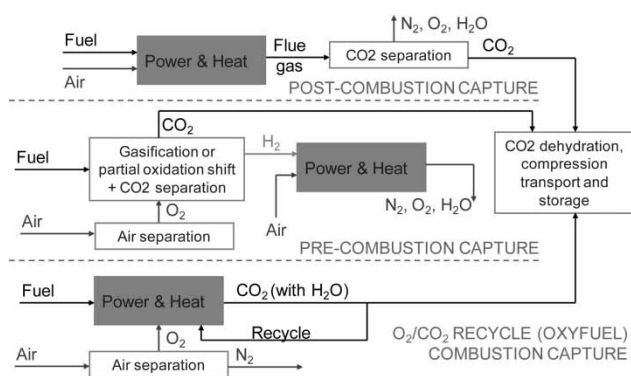 N2, O2, H2O
Fuel
Power & Heat
Flue
gas
CO2 separation
CO2
Air
POST-COMBUSTION CAPTURE
CO2
Fuel
Gasification or
partial oxidation shift
+ CO2 separation
H2
Power & Heat
CO2 dehydration,
compression
transport and
storage
O2
Air
Air separation
Air
N2, O2, H2O
PRE-COMBUSTION CAPTURE
Fuel
Power & Heat
CO2 (with H2O)
Recycle
O2
Air
Air separation
N2
O2/CO2 RECYCLE (OXYFUEL)
COMBUSTION CAPTURE